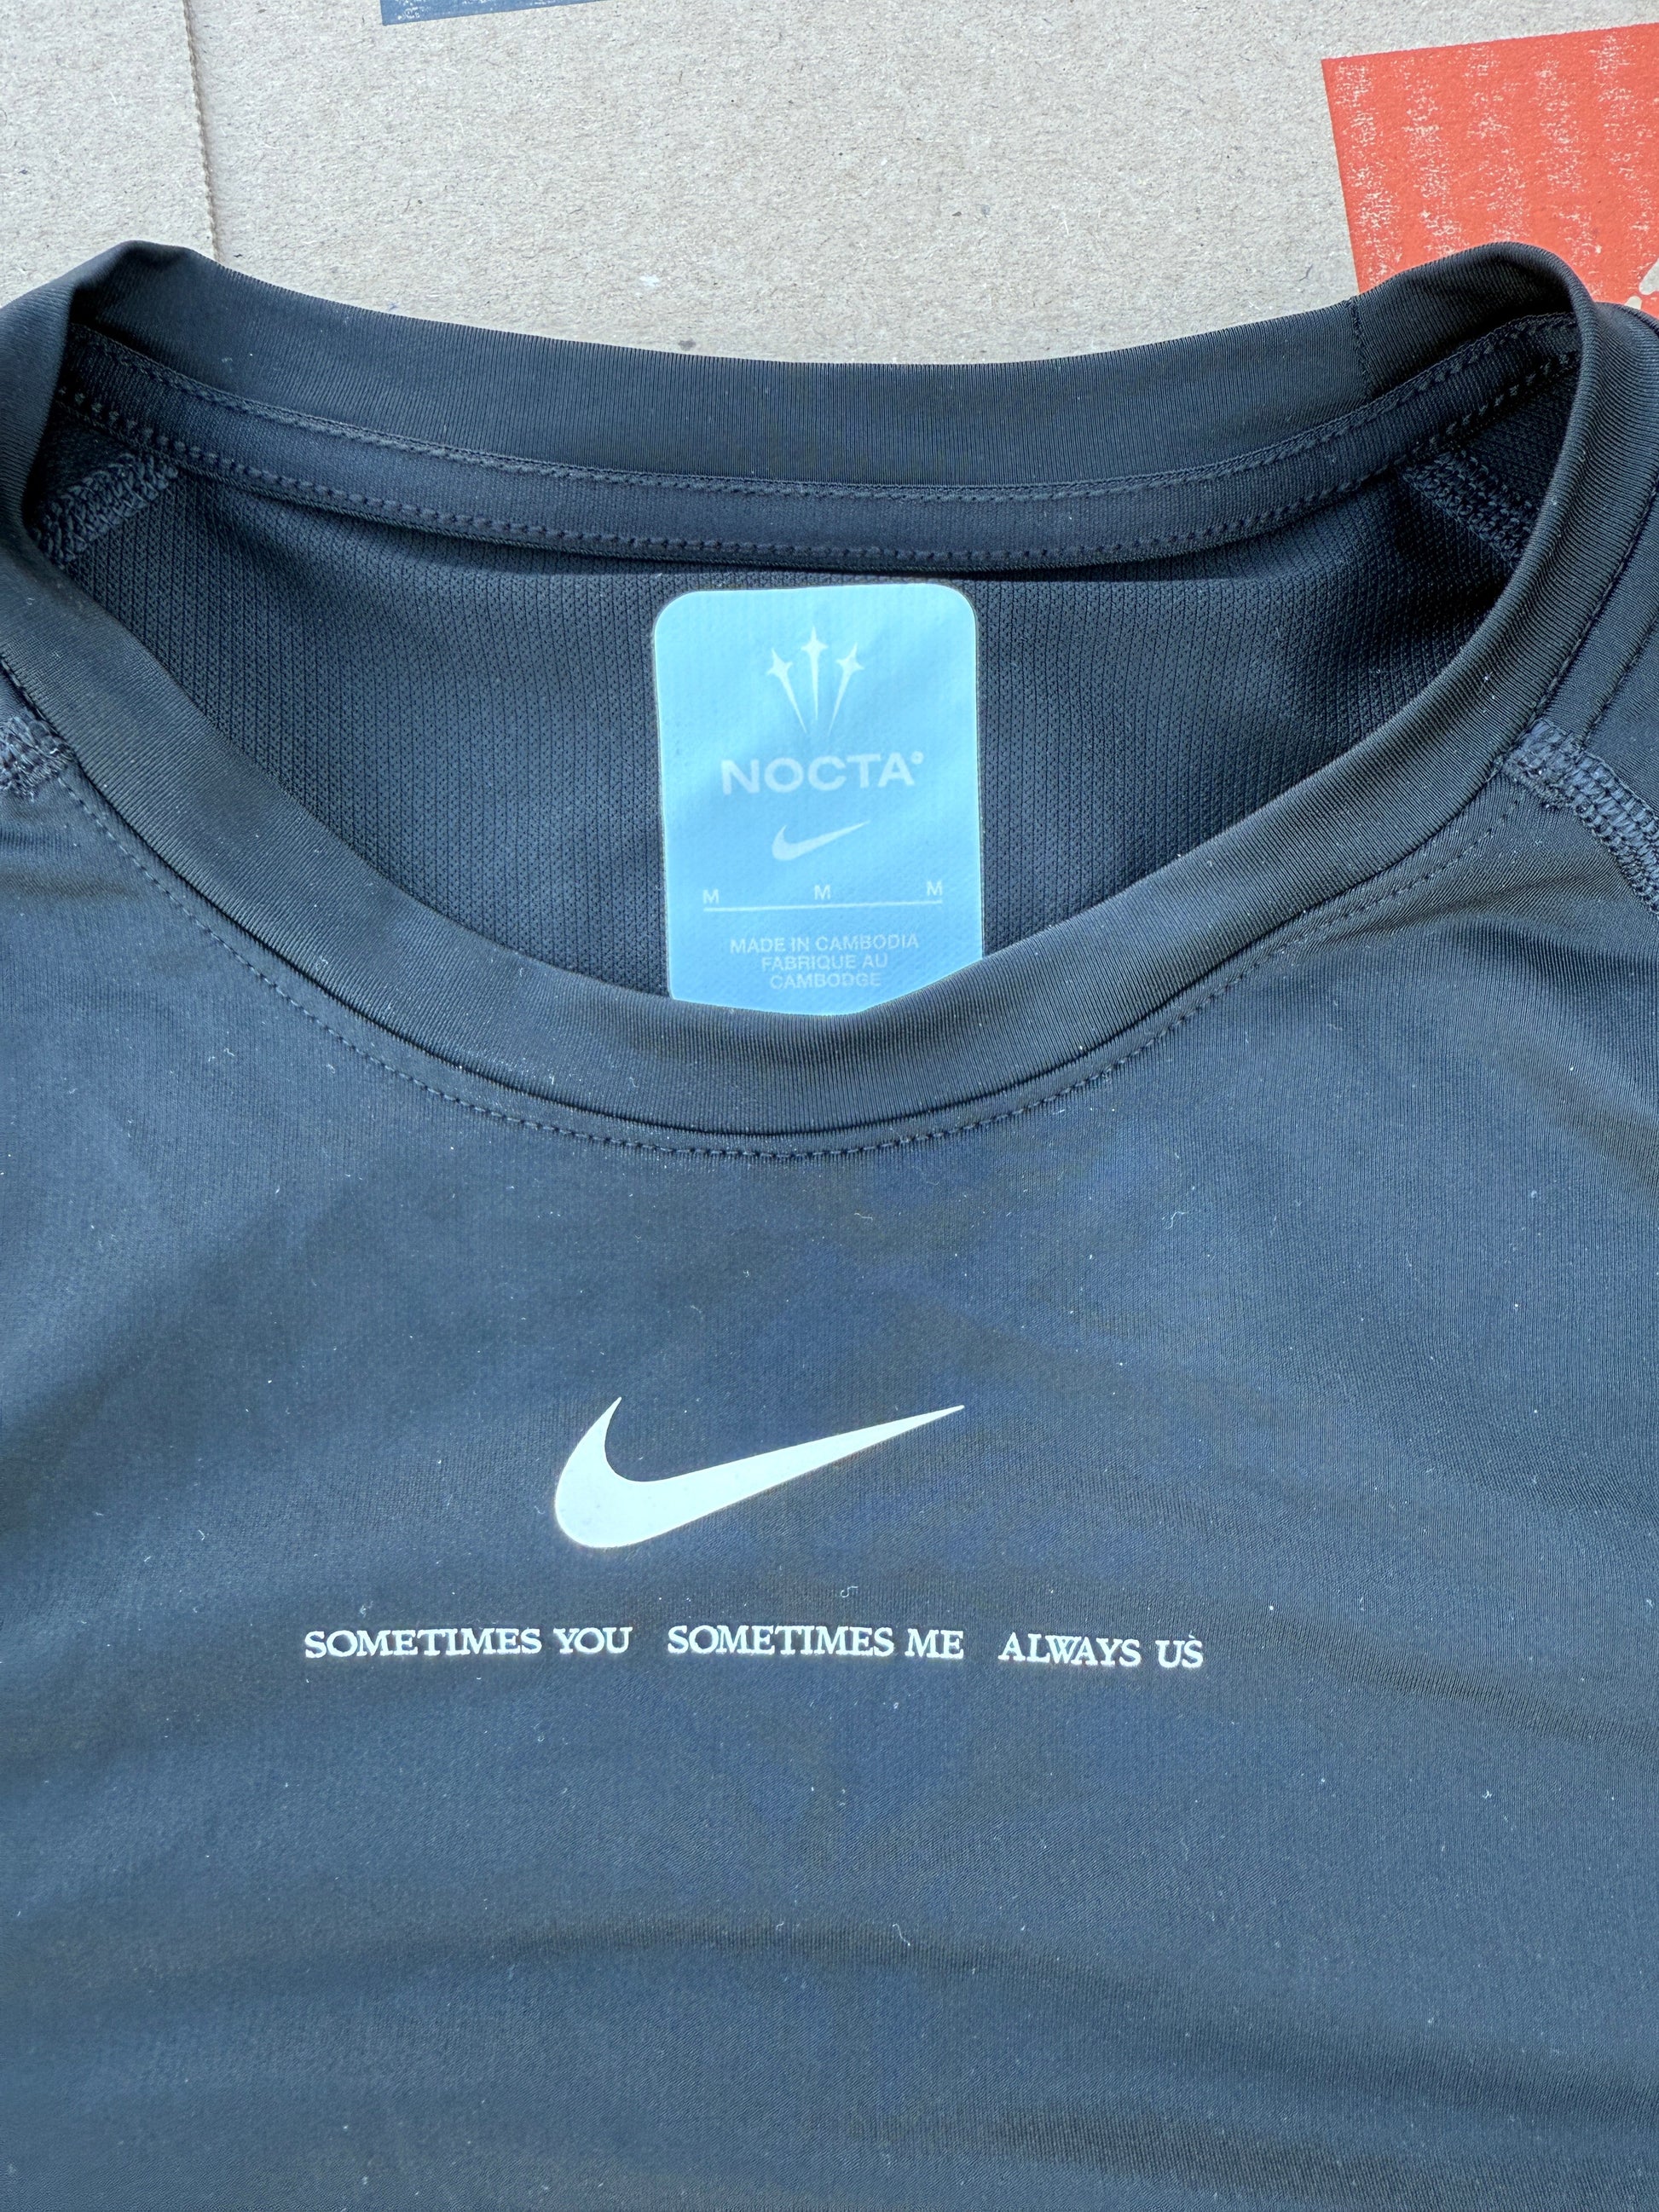 NOCTA°
M M M
MADE IN CAMBODIA
FABRIQUE AU
CAMBODGE
SOMETIMES YOU SOMETIMES ME ALWAYS US